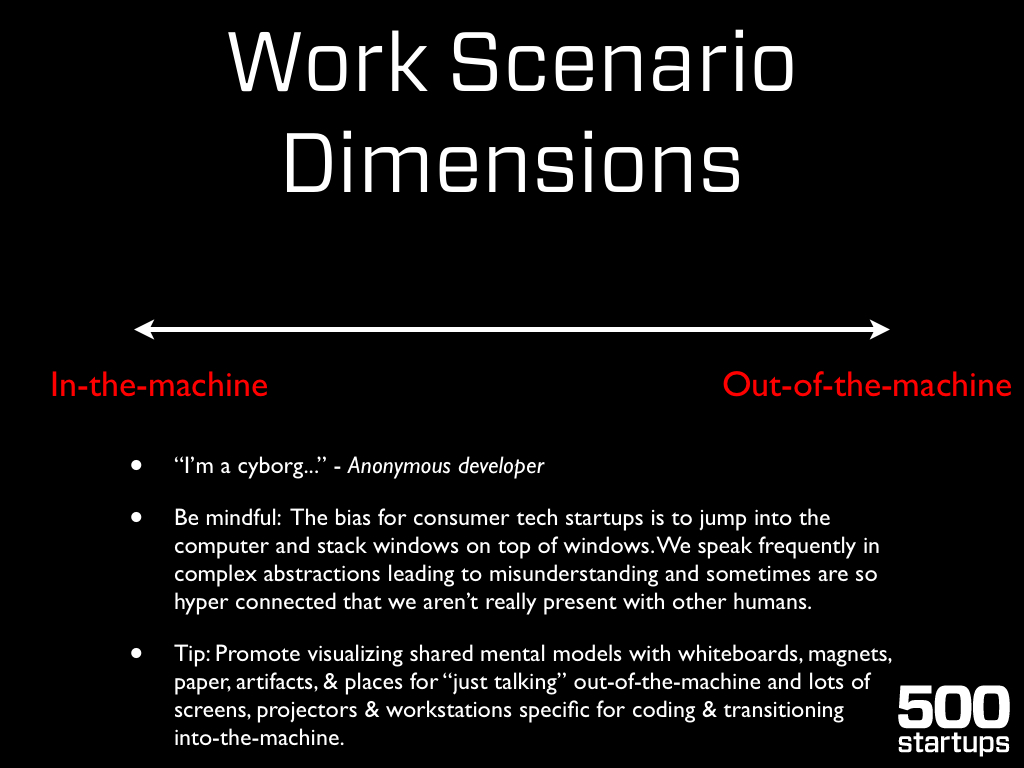 Work Scenario
Dimensions
In-the-machine
Out-of-the-machine
• “I’m a cyborg...” - Anonymous developer
• Be mindful:  The bias for consumer tech startups is to jump into the
computer and stack windows on top of windows. We speak frequently in
complex abstractions leading to misunderstanding and sometimes are so
hyper connected that we aren’t really present with other humans.
• Tip: Promote visualizing shared mental models with whiteboards, magnets,
paper, artifacts, & places for “just talking” out-of-the-machine and lots of
screens, projectors & workstations specific for coding & transitioning
into-the-machine.
500
startups